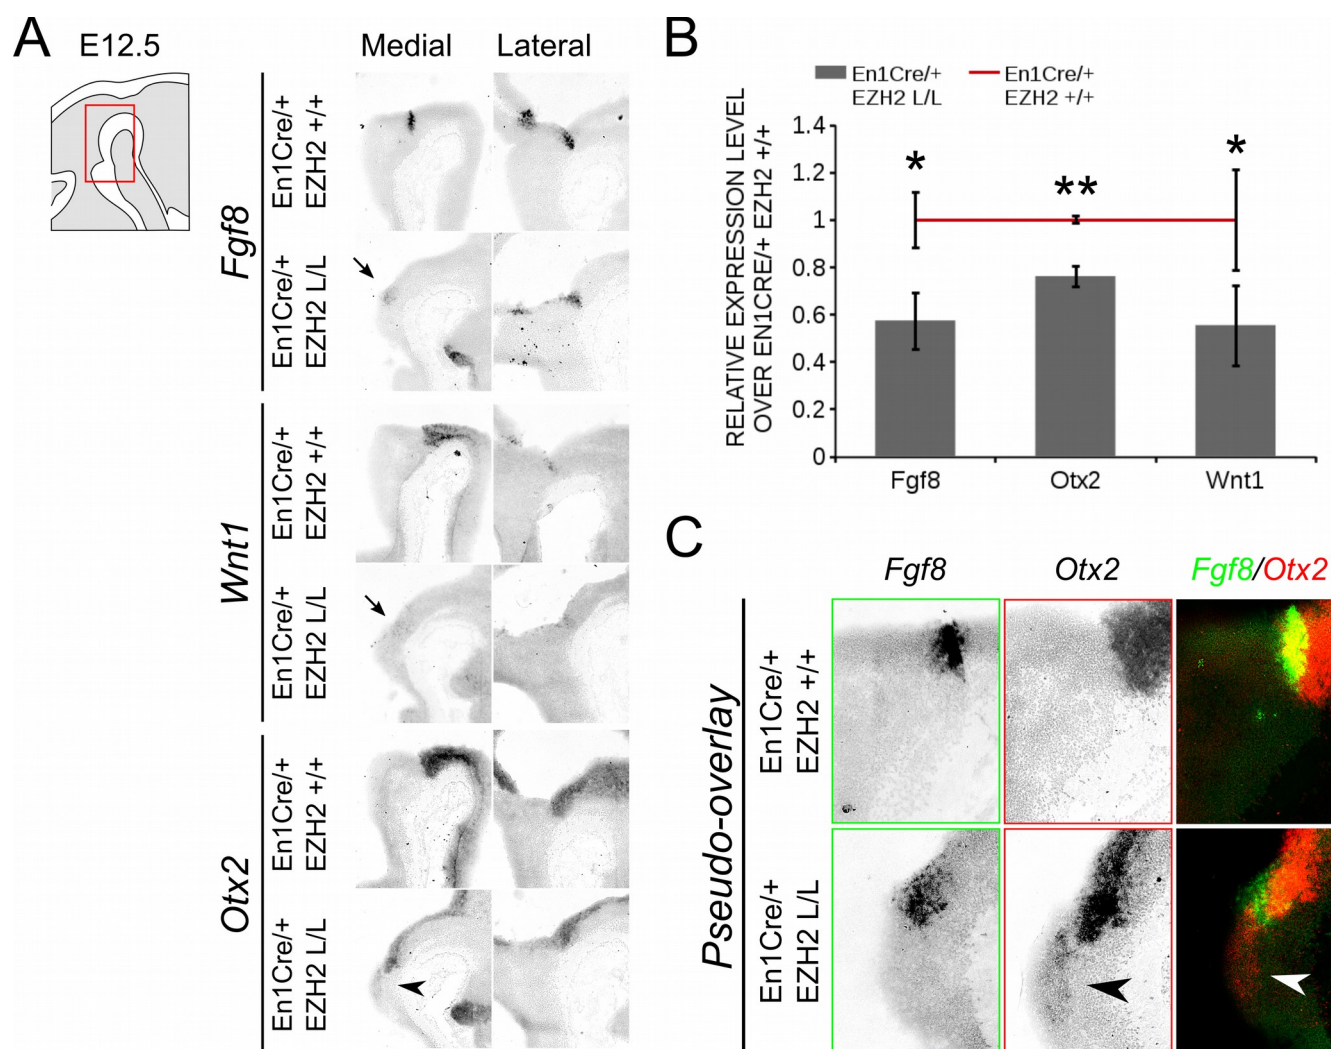 A
E12.5
Medial
Lateral
Fgf8
En1Cre/+
EZH2 +/+
En1Cre/+
EZH2 L/L
Wnt1
En1Cre/+
EZH2 +/+
En1Cre/+
EZH2 L/L
Otx2
En1Cre/+
EZH2 +/+
En1Cre/+
EZH2 L/L
B
En1Cre/+
EZH2 L/L
En1Cre/+
EZH2 +/+
RELATIVE EXPRESSION LEVEL
OVER EN1CRE/+ EZH2 +/+
1.4
1.2
1
0.8
0.6
0.4
0.2
0
*
**
*
Fgf8
Otx2
Wnt1
C
Fgf8
Otx2
Fgf8/Otx2
Pseudo-overlay
En1Cre/+
EZH2 +/+
En1Cre/+
EZH2 L/L